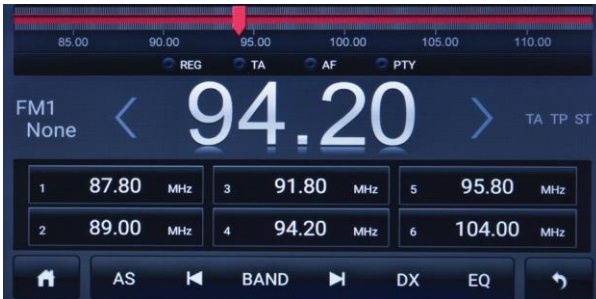 85.00 90.00 95.00 100.00 105.00 110.00
REG TA AF PTY
FM1
None
94.20
TA TP ST
1 87.80 MHz 3 91.80 MHz 5 95.80 MHz
2 89.00 MHz 4 94.20 MHz 6 104.00 MHz
AS BAND DX EQ